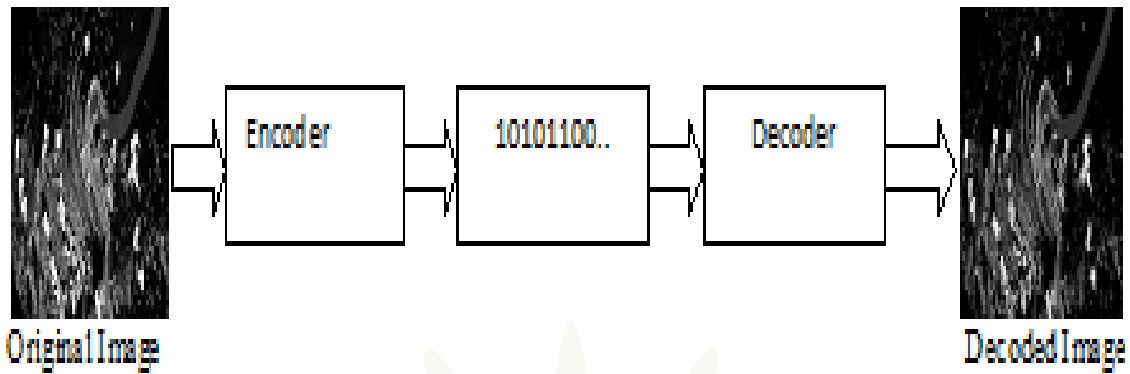 Encoder
10101100..
Decoder
Original Image
Decoded Image